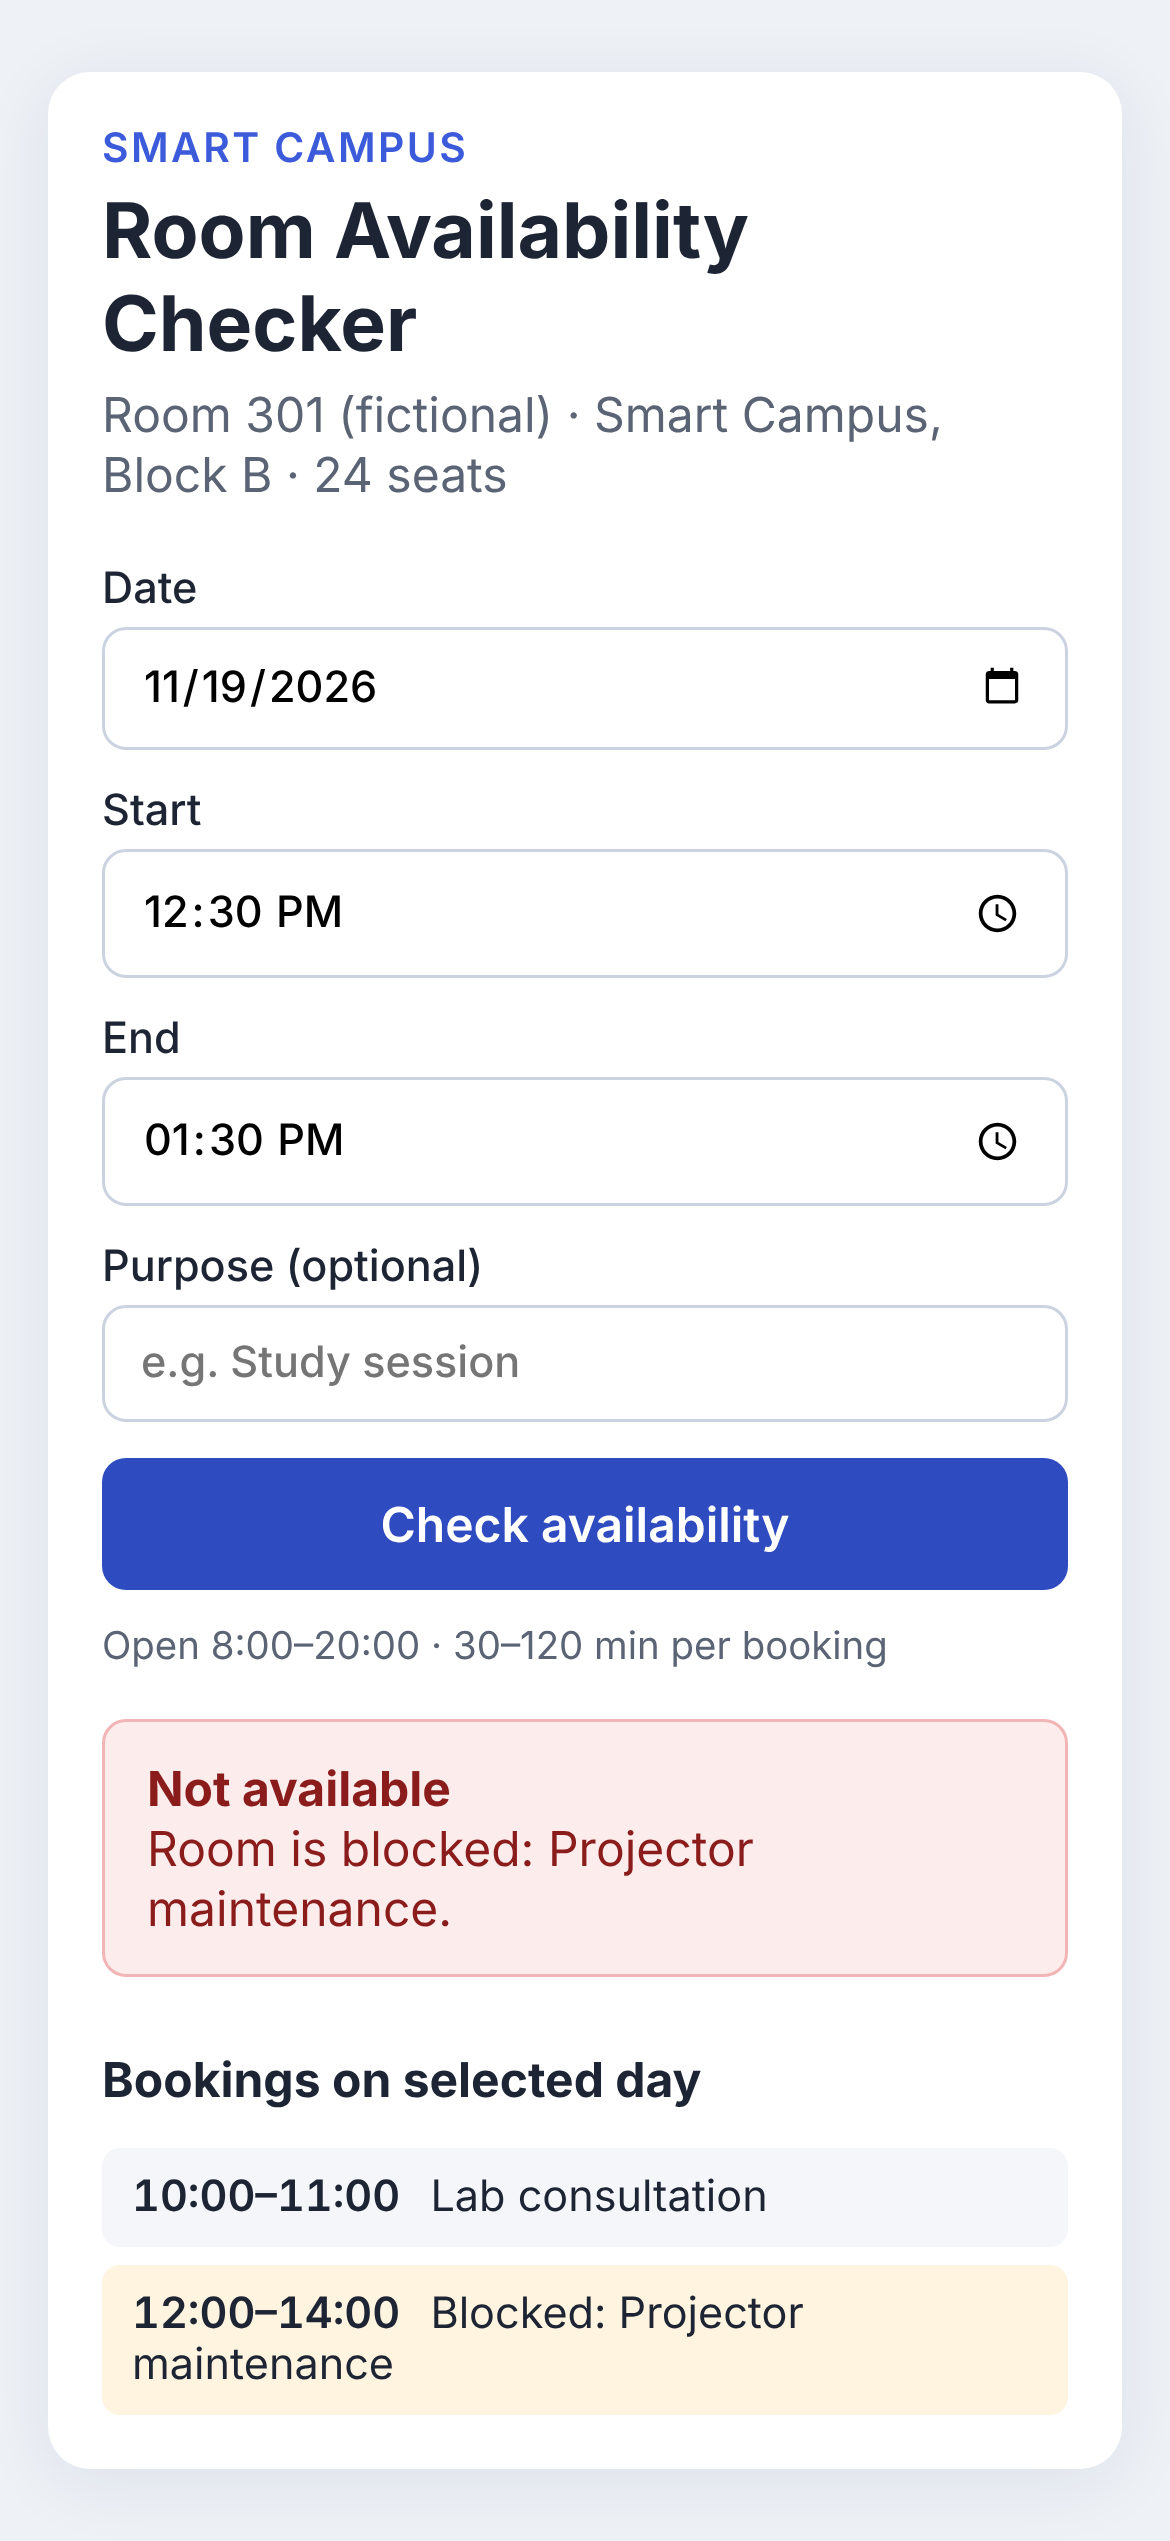 SMART CAMPUS
Room Availability
Checker
Room 301 (fictional) · Smart Campus,
Block B · 24 seats
Date
11/19/2026
Start
12:30 PM
End
01:30 PM
Purpose (optional)
e.g. Study session
Check availability
Open 8:00–20:00 · 30–120 min per booking
Not available
Room is blocked: Projector
maintenance.
Bookings on selected day
10:00–11:00 Lab consultation
12:00–14:00 Blocked: Projector
maintenance